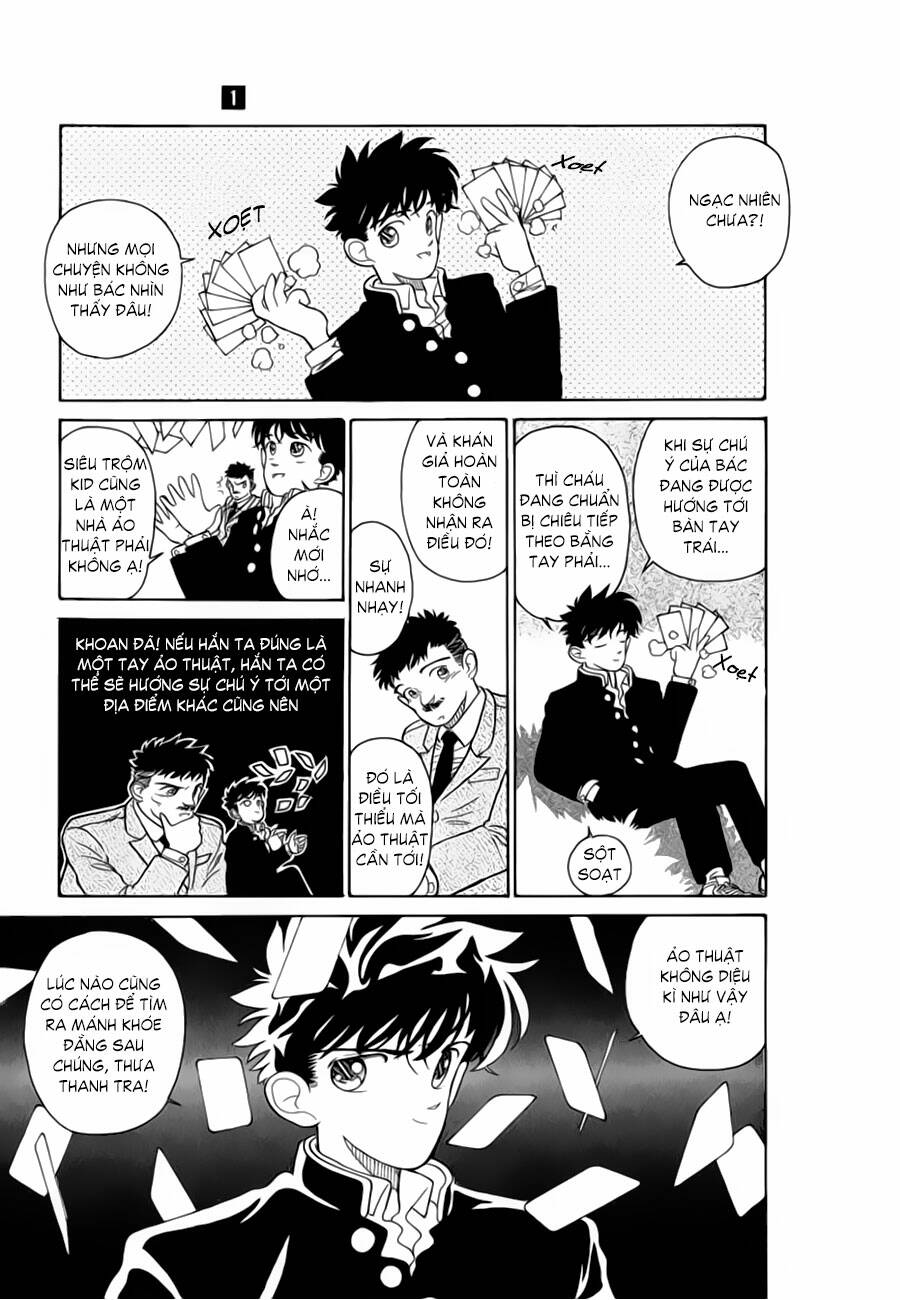 1
NGẠC NHIÊN
CHƯA?!
XOẸT
XOẸT
NHƯNG MỌI
CHUYỆN KHÔNG
NHƯ BÁC NHÌN
THẤY ĐÂU!
KHI SỰ CHÚ
Ý CỦA BÁC
ĐANG ĐƯỢC
HƯỚNG TỚI
BÀN TAY
TRÁI...
THÌ CHÁU
ĐANG CHUẨN
BỊ CHIÊU TIẾP
THEO BẰNG
TAY PHẢI...
XOẸT
SỘT
SOẠT
VÀ KHÁN
GIẢ HOÀN
TOÀN
KHÔNG
NHẬN RA
ĐIỀU ĐÓ!
SỰ
NHANH
NHẠY!
ĐÓ LÀ
ĐIỀU TỐI
THIỂU MÀ
ẢO THUẬT
CẦN TỚI!
À!
NHẮC
MỚI
NHỚ...
SIÊU TRỘM
KID CŨNG
LÀ MỘT
NHÀ ẢO
THUẬT PHẢI
KHÔNG Ạ!
KHOAN ĐÃ! NẾU HẮN TA ĐÚNG LÀ
MỘT TAY ẢO THUẬT, HẮN TA CÓ
THỂ SẼ HƯỚNG SỰ CHÚ Ý TỚI MỘT
ĐỊA ĐIỂM KHÁC CŨNG NÊN
ẢO THUẬT
KHÔNG DIỆU
KÌ NHƯ VẬY
ĐÂU Ạ!
LÚC NÀO CŨNG
CÓ CÁCH ĐỂ TÌM
RA MÁNH KHÓE
ĐẰNG SAU
CHÚNG, THƯA
THANH TRA!